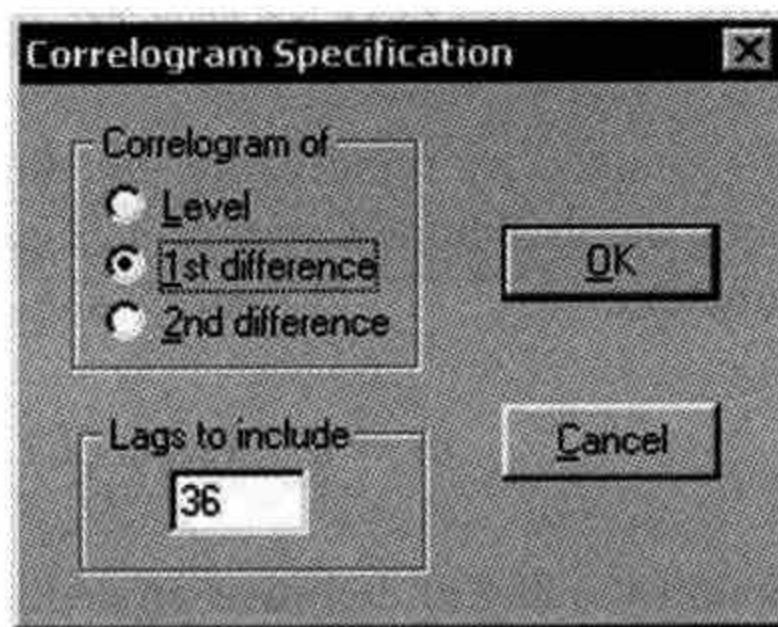 Correlogram Specification
Correlogram of
Level
1st difference
2nd difference
OK
Lags to include
36
Cancel